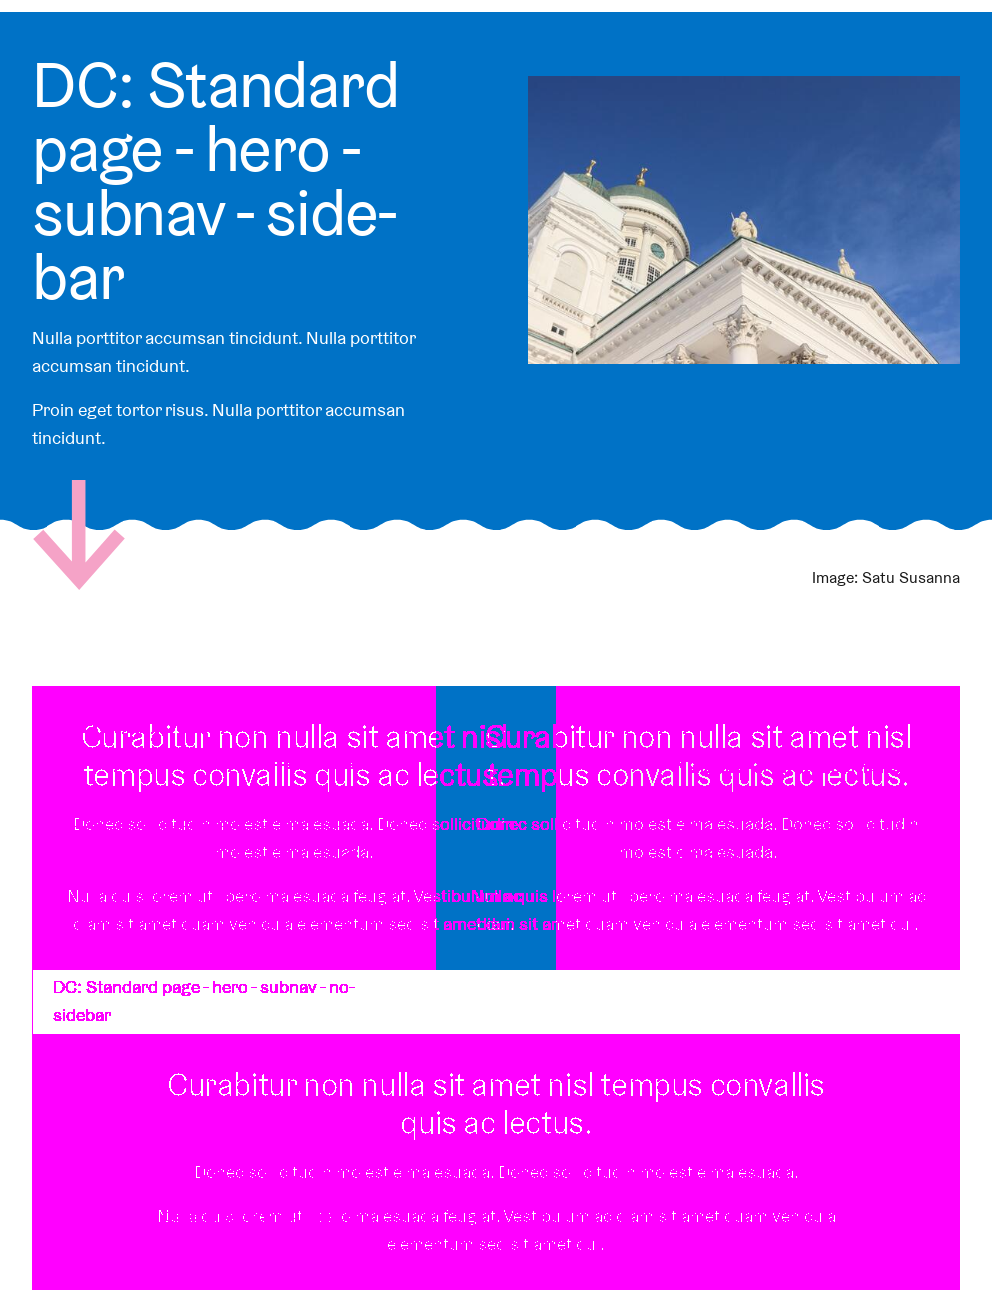 DC: Standard
page - hero -
subnav - side-
bar
Nulla porttitor accumsan tincidunt. Nulla porttitor
accumsan tincidunt.
Proin eget tortor risus. Nulla porttitor accumsan
tincidunt.
Image: Satu Susanna
Curabitur non nulla sit amet nisl
tempus convallis quis ac lectus.
Curabitur non nulla sit amet nisl
tempus convallis quis ac lectus.
Donec sollicitudin molestie malesuada. Donec sollicitudin
molestie malesuada.
Donec sollicitudin molestie malesuada. Donec sollicitudin
molestie malesuada.
Nulla quis lorem ut libero malesuada feugiat. Vestibulum ac
diam sit amet quam vehicula elementum sed sit amet dui.
Nulla quis lorem ut libero malesuada feugiat. Vestibulum ac
diam sit amet quam vehicula elementum sed sit amet dui.
DC: Standard page - hero - subnav - no-
sidebar
Curabitur non nulla sit amet nisl tempus convallis
quis ac lectus.
Donec sollicitudin molestie malesuada. Donec sollicitudin molestie malesuada.
Nulla quis lorem ut libero malesuada feugiat. Vestibulum ac diam sit amet quam vehicula
elementum sed sit amet dui.